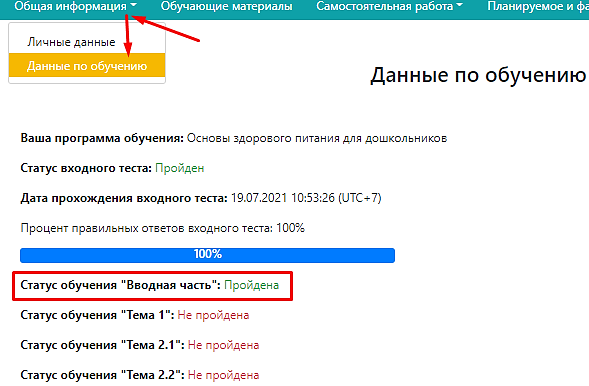 Общая информация Обучающие материалы Самостоятельная работа Планируемое и фа
Личные данные
Данные по обучению
Данные по обучению
Ваша программа обучения: Основы здорового питания для дошкольников
Статус входного теста: Пройден
Дата прохождения входного теста: 19.07.2021 10:53:26 (UTC+7)
Процент правильных ответов входного теста: 100%
100%
Статус обучения "Вводная часть": Пройдена
Статус обучения "Тема 1": Не пройдена
Статус обучения "Тема 2.1": Не пройдена
Статус обучения "Тема 2.2": Не пройдена